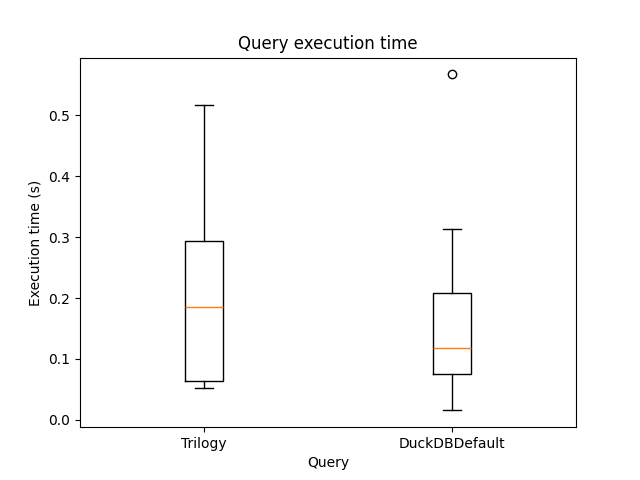 Query execution time
Execution time (s)
0.5
0.4
0.3
0.2
0.1
0.0
Trilogy
DuckDBDefault
Query